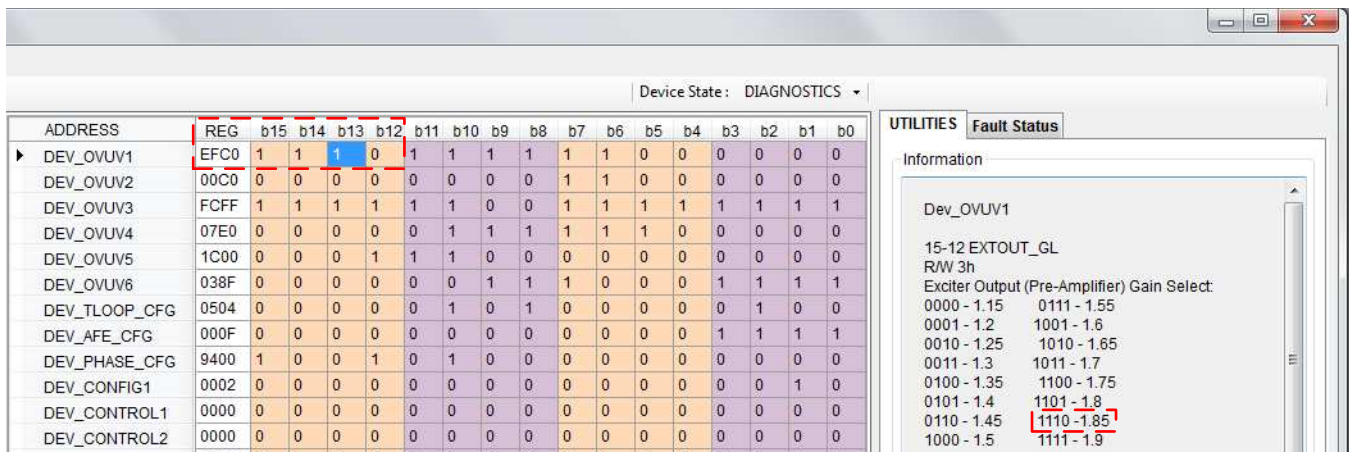 Device State : DIAGNOSTICS
ADDRESS REG b15 b14 b13 b12 b11 b10 b9 b8 b7 b6 b5 b4 b3 b2 b1 b0
DEV_OVUV1 EFC0 1 1 1 0 1 1 1 1 1 1 0 0 0 0 0 0
DEV_OVUV2 00C0 0 0 0 0 0 0 0 0 1 1 0 0 0 0 0 0
DEV_OVUV3 FCFF 1 1 1 1 1 1 0 0 1 1 1 1 1 1 1 1
DEV_OVUV4 07E0 0 0 0 0 0 1 1 1 1 1 1 0 0 0 0 0
DEV_OVUV5 1C00 0 0 0 1 1 1 0 0 0 0 0 0 0 0 0 0
DEV_OVUV6 038F 0 0 0 0 0 0 1 1 1 0 0 0 1 1 1 1
DEV_TLOOP_CFG 0504 0 0 0 0 0 1 0 1 0 0 0 0 0 1 0 0
DEV_AFE_CFG 000F 0 0 0 0 0 0 0 0 0 0 0 0 1 1 1 1
DEV_PHASE_CFG 9400 1 0 0 1 0 1 0 0 0 0 0 0 0 0 0 0
DEV_CONFIG1 0002 0 0 0 0 0 0 0 0 0 0 0 0 0 0 1 0
DEV_CONTROL1 0000 0 0 0 0 0 0 0 0 0 0 0 0 0 0 0 0
DEV_CONTROL2 0000 0 0 0 0 0 0 0 0 0 0 0 0 0 0 0 0
UTILITIES Fault Status
Information
Dev_OVUV1
15-12 EXTOUT_GL
R/W 3h
Exciter Output (Pre-Amplifier) Gain Select:
0000 - 1.15 0111 - 1.55
0001 - 1.2 1001 - 1.6
0010 - 1.25 1010 - 1.65
0011 - 1.3 1011 - 1.7
0100 - 1.35 1100 - 1.75
0101 - 1.4 1101 - 1.8
0110 - 1.45 1110 -1.85
1000 - 1.5 1111 - 1.9